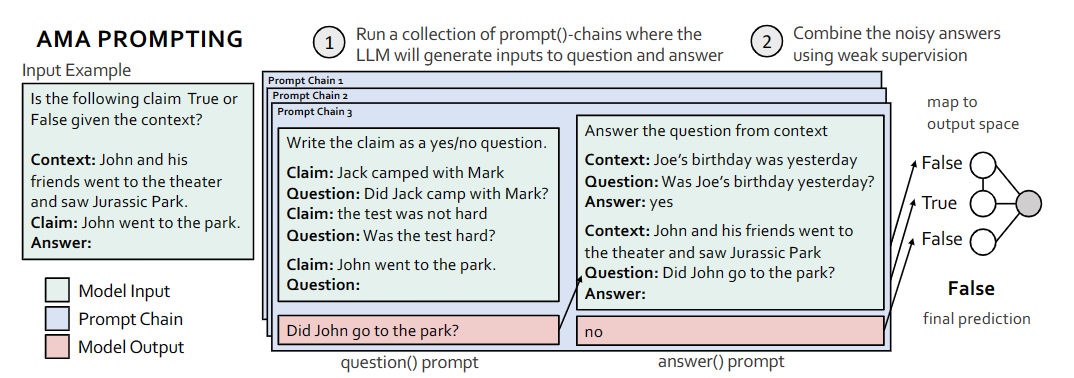 AMA PROMPTING
Input Example
Is the following claim True or
False given the context?
Context: John and his
friends went to the theater
and saw Jurassic Park.
Claim: John went to the park.
Answer:
Model Input
Prompt Chain
Model Output
1
Run a collection of prompt()-chains where the
LLM will generate inputs to question and answer
2
Combine the noisy answers
using weak supervision
Prompt Chain 1
Prompt Chain 2
Prompt Chain 3
Write the claim as a yes/no question.
Claim: Jack camped with Mark
Question: Did Jack camp with Mark?
Claim: the test was not hard
Question: Was the test hard?
Claim: John went to the park.
Question:
Did John go to the park?
question() prompt
Answer the question from context
Context: Joe's birthday was yesterday
Question: Was Joe's birthday yesterday?
Answer: yes
Context: John and his friends went to
the theater and saw Jurassic Park
Question: Did John go to the park?
Answer:
no
answer() prompt
map to
output space
False
True
False
False
final prediction